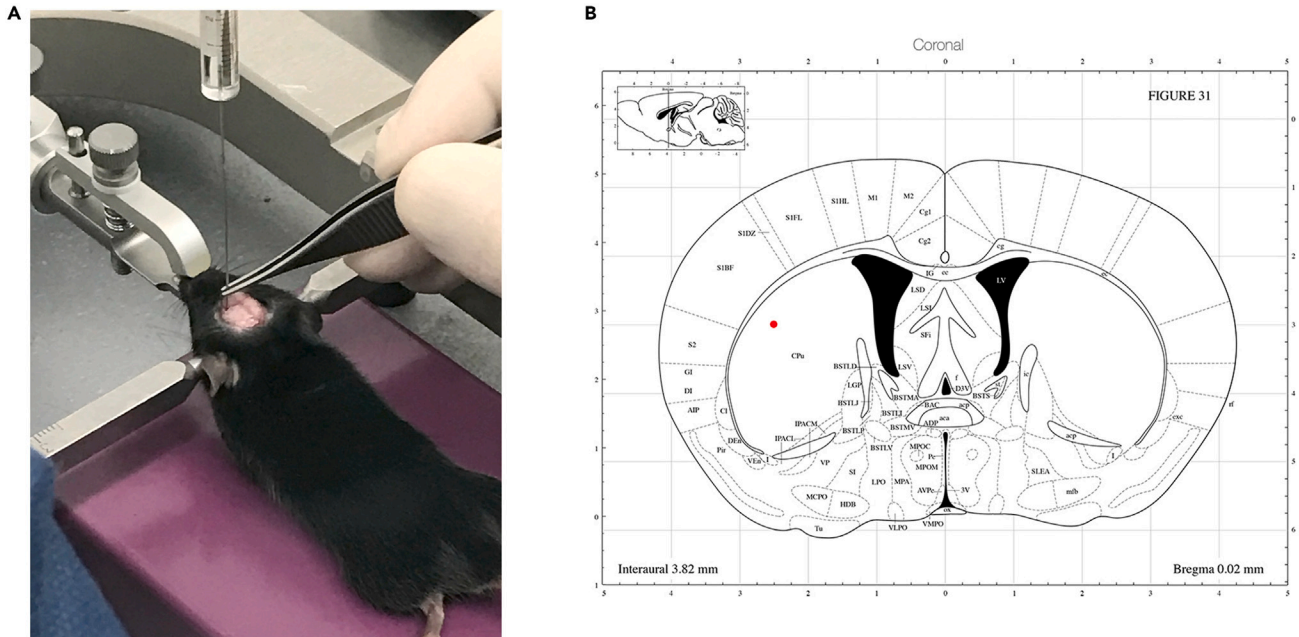 A
B
Coronal
4 3 2 1 0 1 2 3 4 5
FIGURE 31
Bregma
6 5 4 3 2 1 0 1
0 1 2 3 4 5 6
M2
M1
S1HL
S1FL
S1DZ
S1BF
S2
GI
DI
AIP
Cg1
Cg2
cg
IG
cc
ec
LSD
LV
LSI
SFi
CPu
BSTLD
LSV
LGP
BSTLJ
BSTMA
f
D3V
st
BSTS
ic
BAC
acp
aca
BSTLI
ADP
BSTMV
IPACM
BSTLP
IPACL
Cl
DEn
Pir
VEn
I
VP
BSTLV
MPOC
Pe
MPOM
SI
LPO
MPA
MCPO
HDB
AVPe
3V
ox
Tu
VLPO
VMPO
SLEA
mfb
acp
I
exc
rf
Interaural 3.82 mm
Bregma 0.02 mm
4 3 2 1 0 1 2 3 4 5